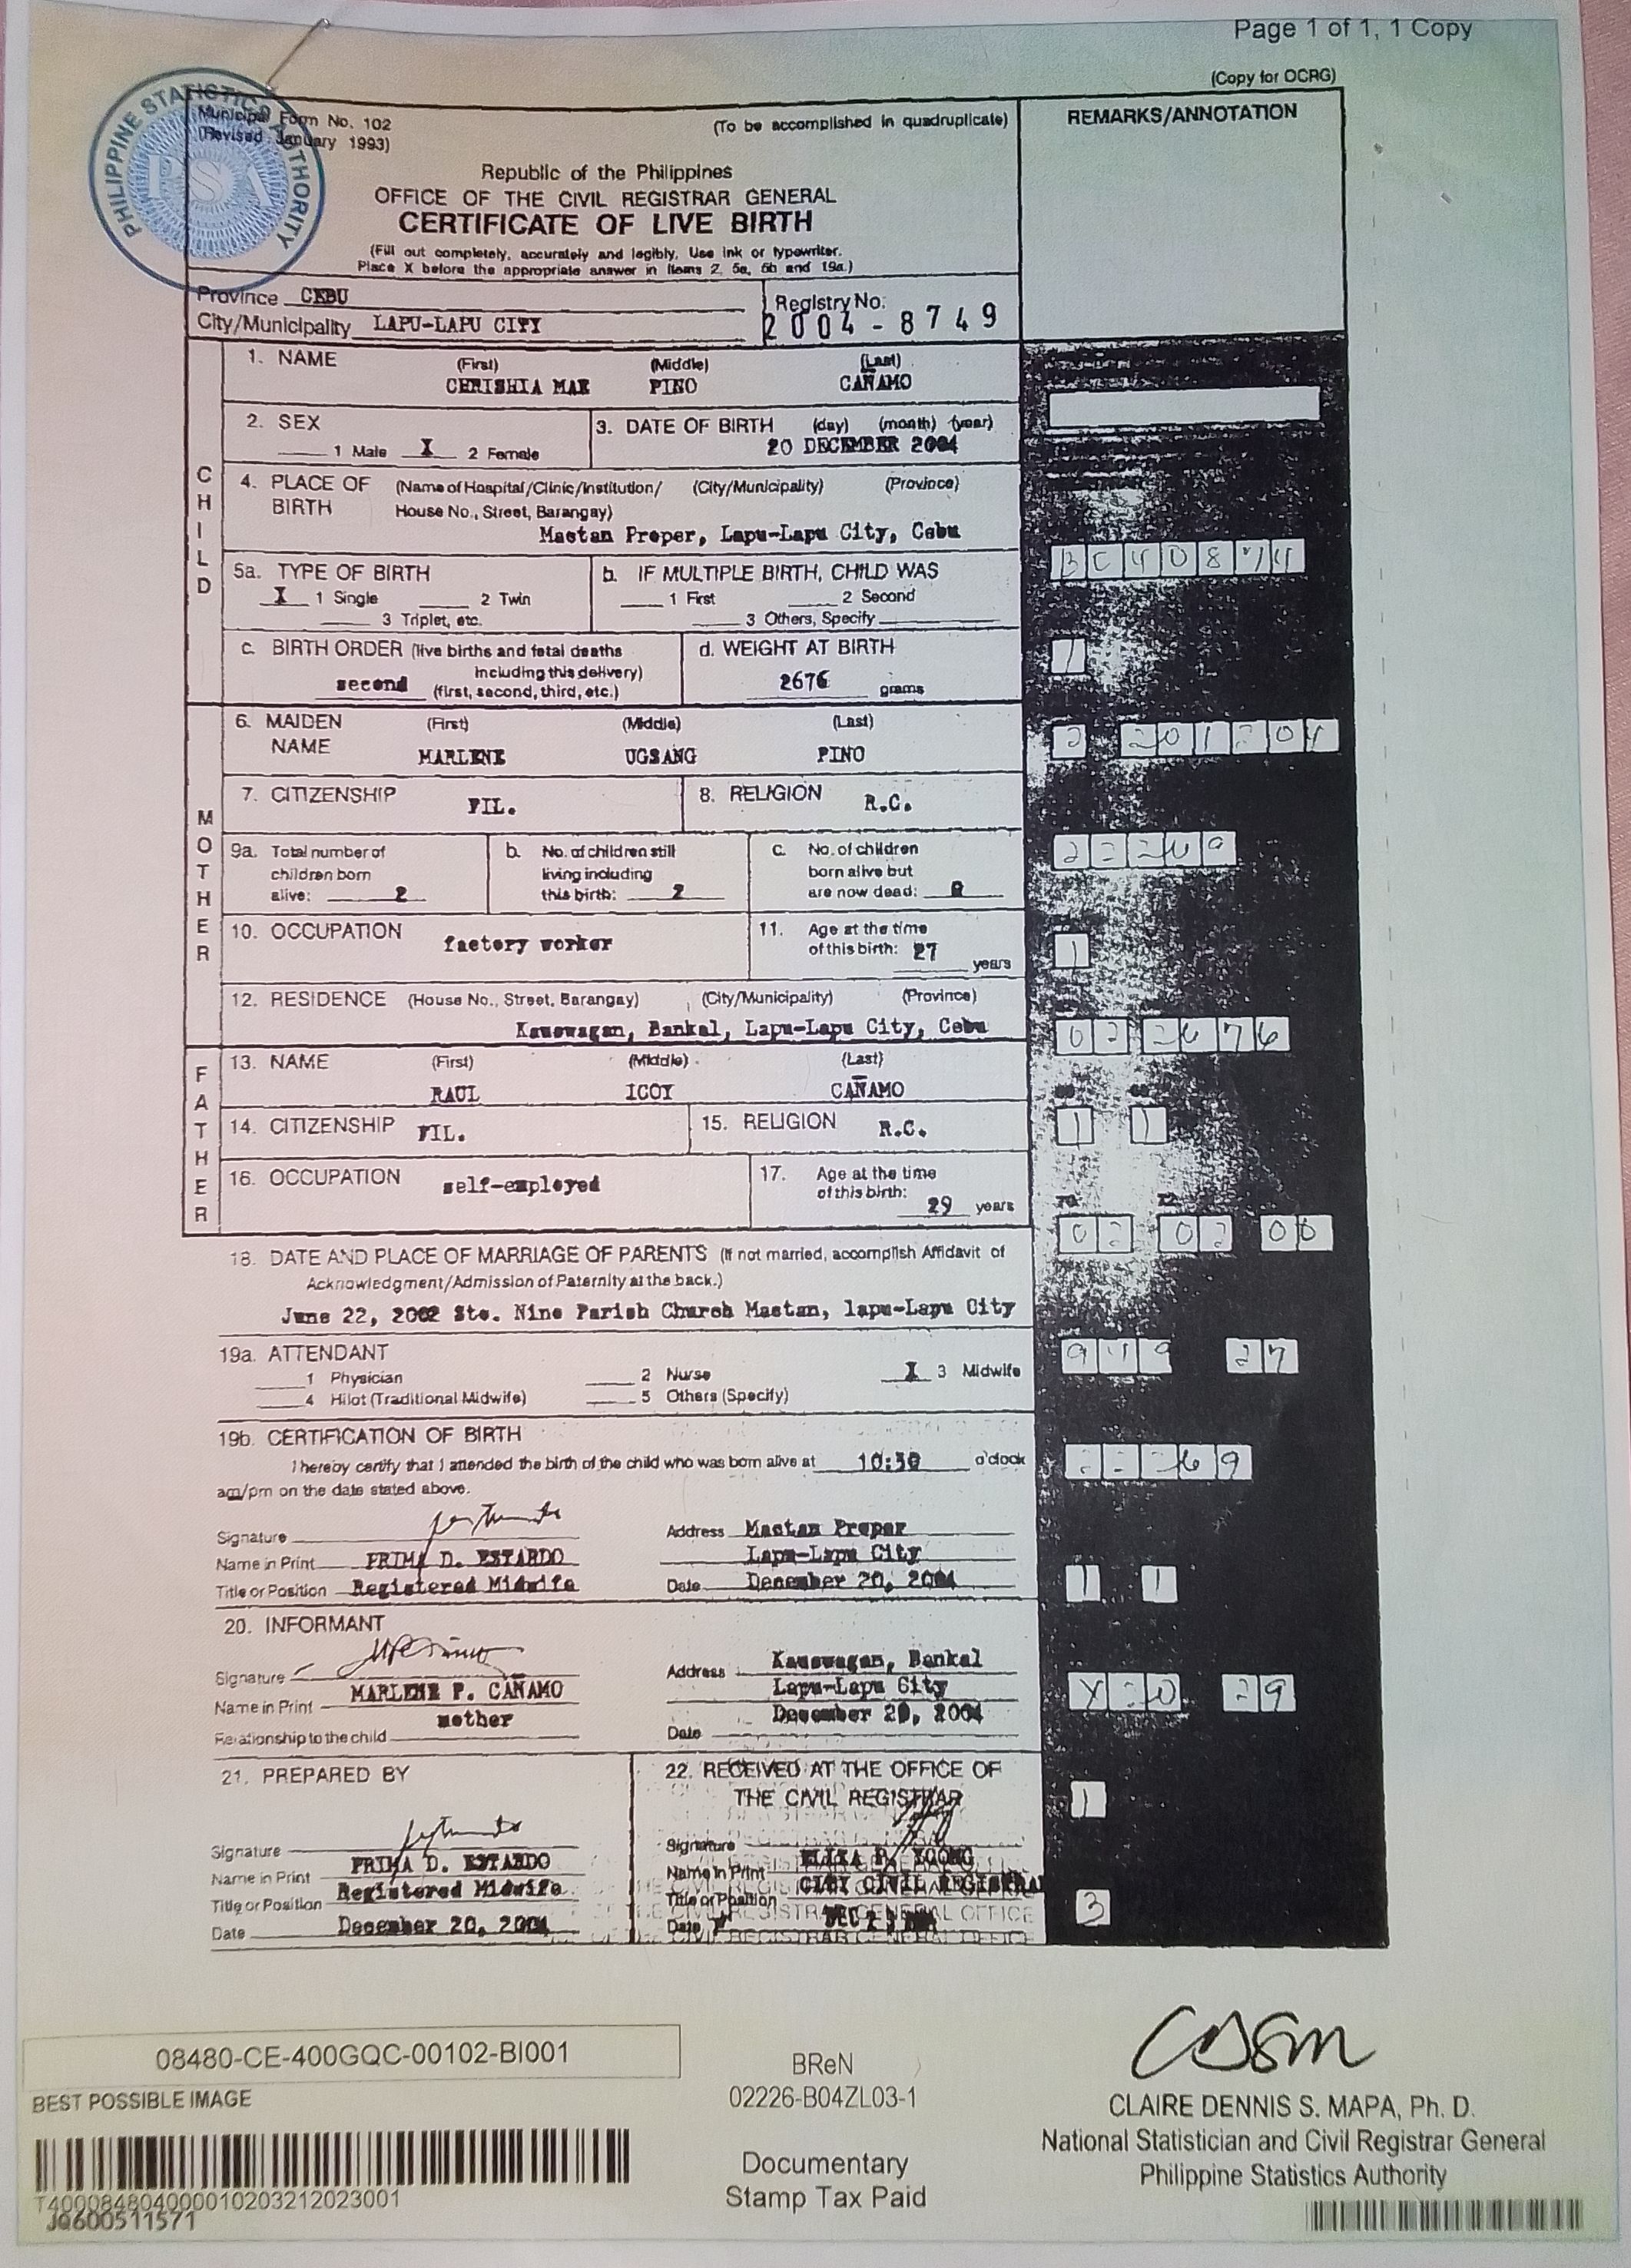 Page 1 of 1, 1 Copy
(Copy for OCRG)
PHILIPPINE STATISTICS AUTHORITY
PSA
Municipal Form No. 102
(Revised January 1993)
(To be accomplished in quadruplicate)
REMARKS/ANNOTATION
Republic of the Philippines
OFFICE OF THE CIVIL REGISTRAR GENERAL
CERTIFICATE OF LIVE BIRTH
(Fill out completely, accurately and legibly. Use ink or typewriter.
Place X before the appropriate answer in items 2, 5a, 5b and 19a.)
Province CEBU
City/Municipality LAPU-LAPU CITY
Registry No.
2004-8749
CHILD
1. NAME (First) (Middle) (Last)
CHRISHIA MAE PINO CAÑAMO
2. SEX
1 Male X 2 Female
3. DATE OF BIRTH (day) (month) (year)
20 DECEMBER 2004
4. PLACE OF BIRTH (Name of Hospital/Clinic/Institution/ (City/Municipality) (Province)
House No., Street, Barangay)
Mactan Proper, Lapu-Lapu City, Cebu
5a. TYPE OF BIRTH
X 1 Single 2 Twin
3 Triplet, etc.
b. IF MULTIPLE BIRTH, CHILD WAS
1 First 2 Second
3 Others, Specify
c. BIRTH ORDER (live births and fetal deaths
including this delivery)
second (first, second, third, etc.)
d. WEIGHT AT BIRTH
2676 grams
MOTHER
6. MAIDEN NAME (First) (Middle) (Last)
MARLENE UGSANG PINO
7. CITIZENSHIP FIL.
8. RELIGION R.C.
9a. Total number of
children born
alive: 2
b. No. of children still
living including
this birth: 2
c. No. of children
born alive but
are now dead: 0
10. OCCUPATION factory worker
11. Age at the time
of this birth: 27 years
12. RESIDENCE (House No., Street, Barangay) (City/Municipality) (Province)
Kauswagan, Bankal, Lapu-Lapu City, Cebu
FATHER
13. NAME (First) (Middle) (Last)
RAUL ICOY CAÑAMO
14. CITIZENSHIP FIL.
15. RELIGION R.C.
16. OCCUPATION self-employed
17. Age at the time
of this birth:
29 years
18. DATE AND PLACE OF MARRIAGE OF PARENTS (If not married, accomplish Affidavit of
Acknowledgment/Admission of Paternity at the back.)
June 22, 2002 Sto. Nino Parish Church Mactan, lapu-Lapu City
19a. ATTENDANT
1 Physician 2 Nurse X 3 Midwife
4 Hilot (Traditional Midwife) 5 Others (Specify)
19b. CERTIFICATION OF BIRTH
I hereby certify that I attended the birth of the child who was born alive at 10:30 o'clock
am/pm on the date stated above.
Signature
Name in Print PRIMA D. ESTARDO
Title or Position Registered Midwife
Address Mactan Proper
Lapu-Lapu City
Date December 20, 2004
20. INFORMANT
Signature
Name in Print MARLENE P. CAÑAMO
Relationship to the child mother
Address Kauswagan, Bankal
Lapu-Lapu City
Date December 20, 2004
21. PREPARED BY
Signature
Name in Print PRIMA D. ESTARDO
Title or Position Registered Midwife
Date December 20, 2004
22. RECEIVED AT THE OFFICE OF
THE CIVIL REGISTRAR
Signature
Name in Print
Title or Position CITY CIVIL REGISTRAR
Date DEC
1
02 2676
1 1
02 02 00
27
1 1
29
1
3
08480-CE-400GQC-00102-BI001
BEST POSSIBLE IMAGE
T400084804000010203212023001
JQ600511571
BReN
02226-B04ZL03-1
Documentary
Stamp Tax Paid
CLAIRE DENNIS S. MAPA, Ph. D.
National Statistician and Civil Registrar General
Philippine Statistics Authority